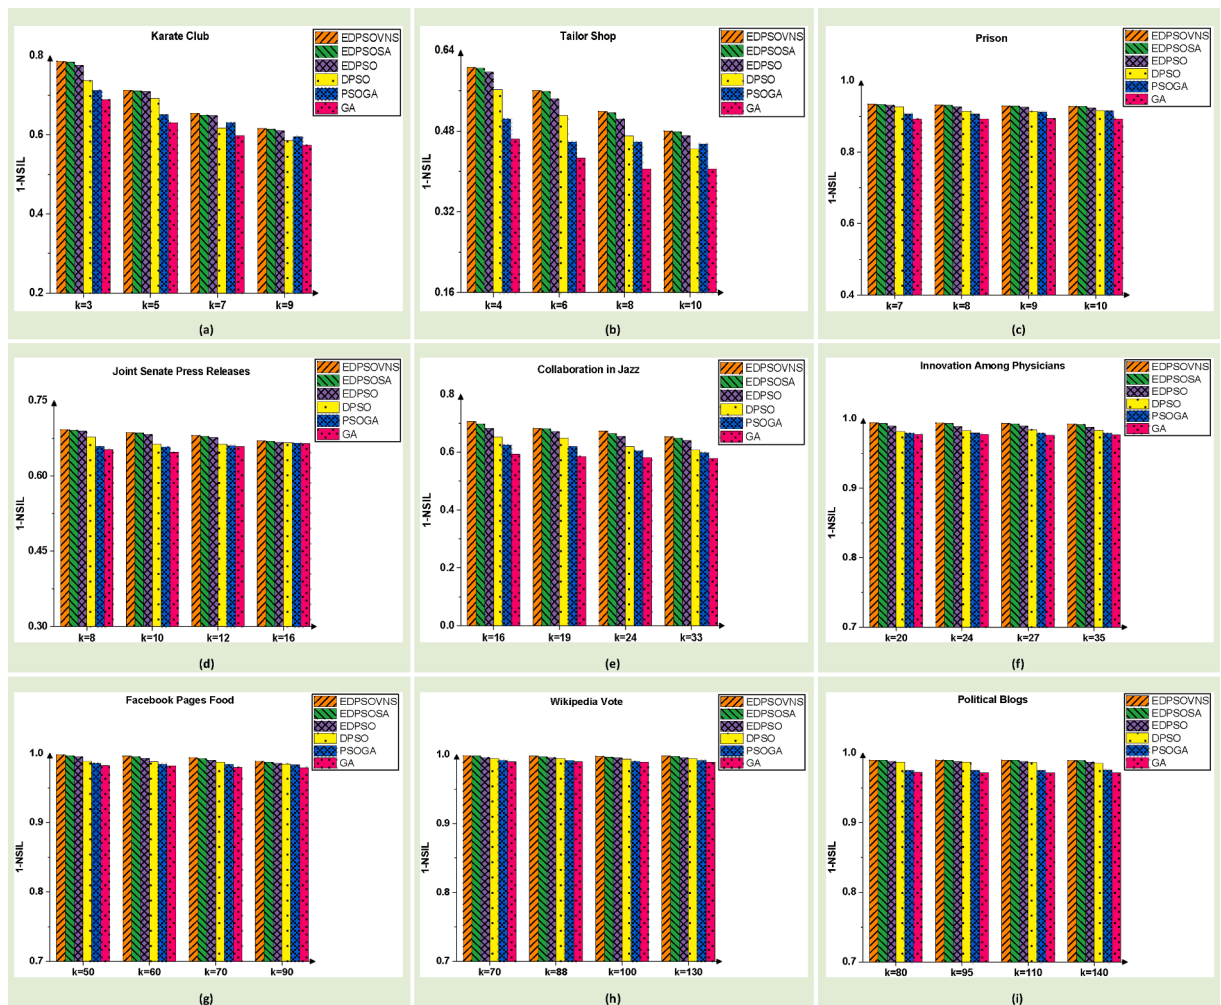 Karate Club
EDPSOVNS
EDPSOSA
EDPSO
DPSO
PSOGA
GA
1-NSIL
0.8
0.6
0.4
0.2
k=3 k=5 k=7 k=9
(a)
Tailor Shop
EDPSOVNS
EDPSOSA
EDPSO
DPSO
PSOGA
GA
1-NSIL
0.64
0.48
0.32
0.16
k=4 k=6 k=8 k=10
(b)
Prison
EDPSOVNS
EDPSOSA
EDPSO
DPSO
PSOGA
GA
1-NSIL
1.0
0.8
0.6
0.4
k=7 k=8 k=9 k=10
(c)
Joint Senate Press Releases
EDPSOVNS
EDPSOSA
EDPSO
DPSO
PSOGA
GA
1-NSIL
0.75
0.60
0.45
0.30
k=8 k=10 k=12 k=16
(d)
Collaboration in Jazz
EDPSOVNS
EDPSOSA
EDPSO
DPSO
PSOGA
GA
1-NSIL
0.8
0.6
0.4
0.2
0.0
k=16 k=19 k=24 k=33
(e)
Innovation Among Physicians
EDPSOVNS
EDPSOSA
EDPSO
DPSO
PSOGA
GA
1-NSIL
1.0
0.9
0.8
0.7
k=20 k=24 k=27 k=35
(f)
Facebook Pages Food
EDPSOVNS
EDPSOSA
EDPSO
DPSO
PSOGA
GA
1-NSIL
1.0
0.9
0.8
0.7
k=50 k=60 k=70 k=90
(g)
Wikipedia Vote
EDPSOVNS
EDPSOSA
EDPSO
DPSO
PSOGA
GA
1-NSIL
1.0
0.9
0.8
0.7
k=70 k=88 k=100 k=130
(h)
Political Blogs
EDPSOVNS
EDPSOSA
EDPSO
DPSO
PSOGA
GA
1-NSIL
1.0
0.9
0.8
0.7
k=80 k=95 k=110 k=140
(i)